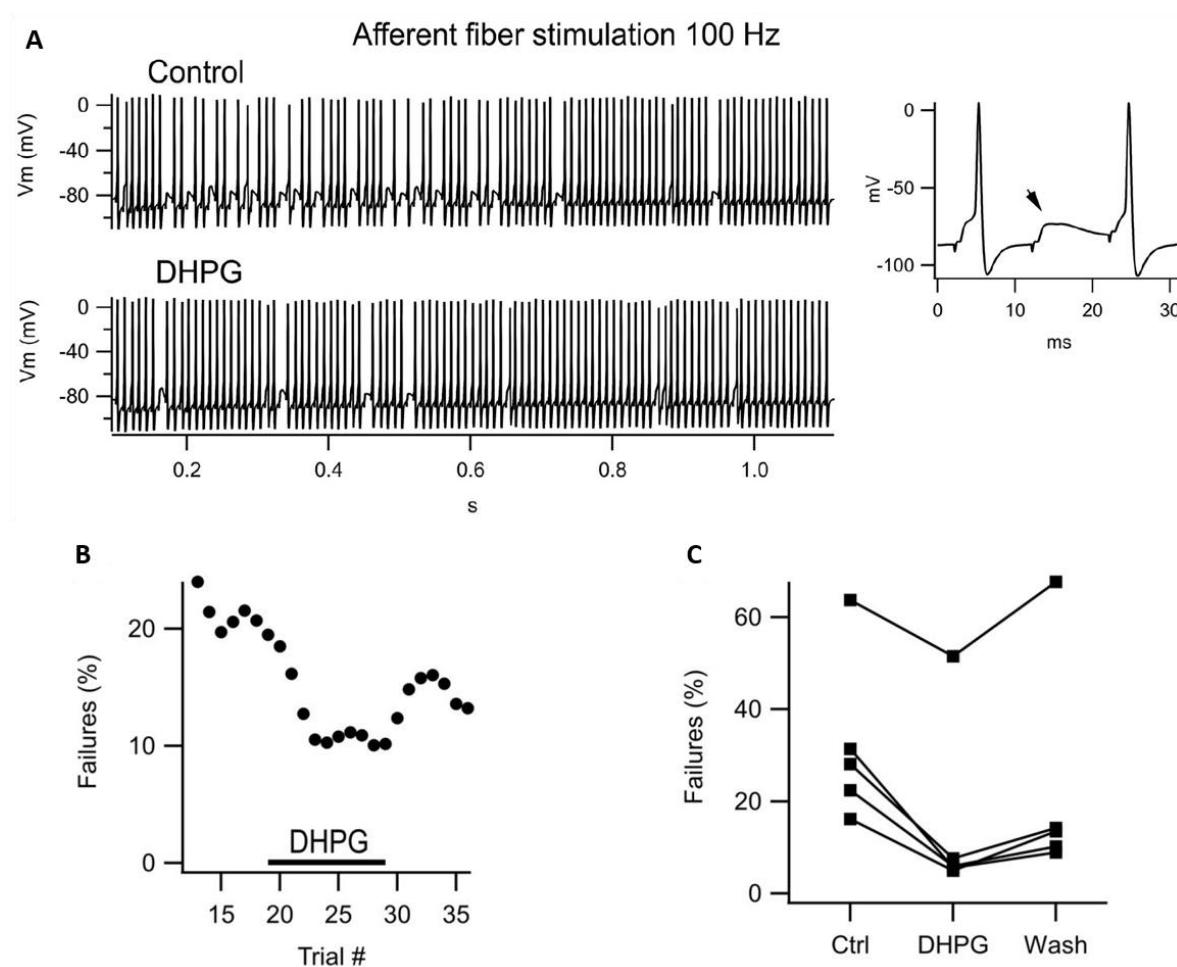 A
Afferent fiber stimulation 100 Hz
Control
Vm (mV)
0
-40
-80
DHPG
Vm (mV)
0
-40
-80
0.2 0.4 0.6 0.8 1.0
s
mV
0
-50
-100
0 10 20 30
ms
B
Failures (%)
20
10
0
DHPG
15 20 25 30 35
Trial #
C
Failures (%)
60
40
20
0
Ctrl DHPG Wash